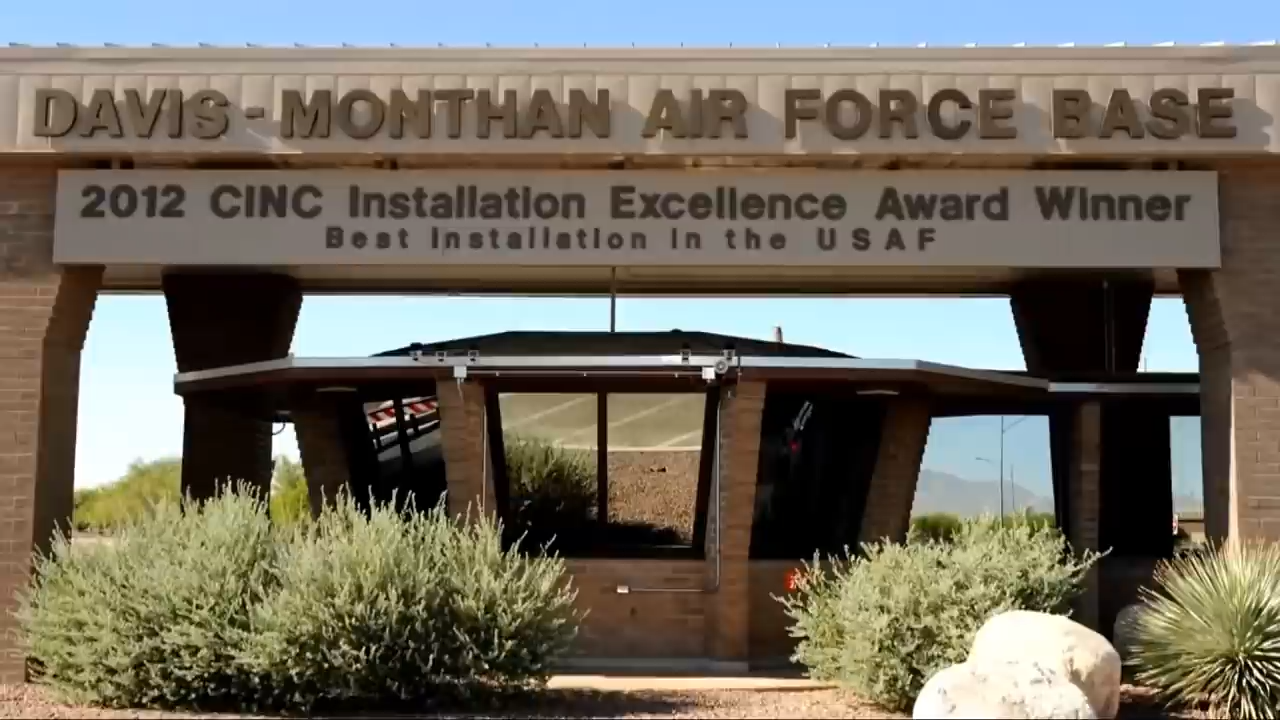 DAVIS-MONTHAN AIR FORCE BASE
2012 CINC Installation Excellence Award Winner
Best Installation in the USAF